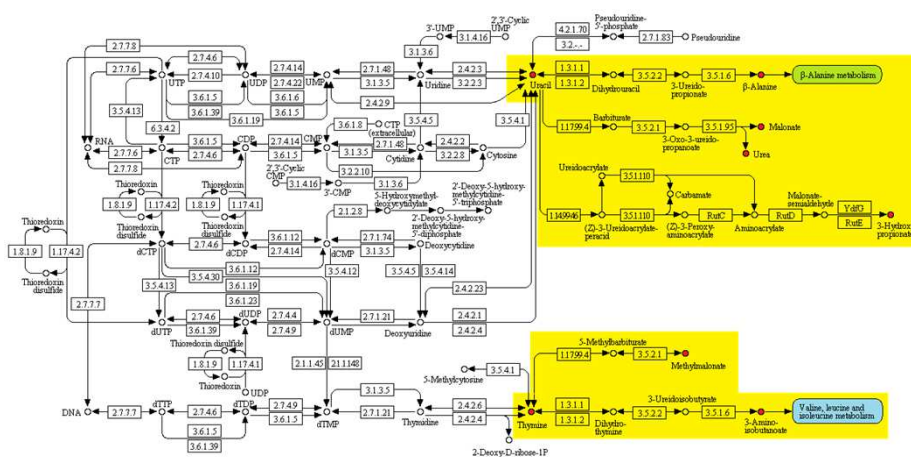 3'-UMP
3.1.4.16
2',3'-Cyclic
UMP
4.2.1.70
3.2.-.-
Pseudouridine-
5'-phosphate
2.7.1.83
Pseudouridine
2.7.7.8
2.7.7.6
UTP
2.7.4.6
2.7.4.10
UDP
2.7.4.14
2.7.4.22
UMP
3.1.3.6
2.7.1.48
3.1.3.5
Uridine
2.4.2.3
3.2.2.3
Uracil
1.3.1.1
1.3.1.2
Dihydrouracil
3.5.2.2
3-Ureido-
propionate
3.5.1.6
β-Alanine
β-Alanine metabolism
3.6.1.5
3.6.1.39
3.6.1.5
3.6.1.6
3.6.1.19
2.4.2.9
3.5.4.13
6.3.4.2
3.6.1.8
CTP
(extracellular)
3.5.4.5
3.5.4.1
1.17.99.4
Barbiturate
3.5.2.1
3-Oxo-3-ureido-
propanoate
3.5.1.95
Malonate
Urea
RNA
2.7.7.6
2.7.7.8
CTP
3.6.1.5
2.7.4.6
CDP
2.7.4.14
3.6.1.5
CMP
2.7.1.48
3.1.3.5
Cytidine
2.4.2.2
3.2.2.8
Cytosine
3.2.2.10
2',3'-Cyclic
CMP
3.1.4.16
3'-CMP
3.1.3.6
Ureidoacrylate
3.5.1.110
Carbamate
1.14.99.46
(Z)-3-Ureidoacrylate-
peracid
3.5.1.110
(Z)-3-Peroxy-
aminoacrylate
RutC
Aminoacrylate
RutD
Malonate-
semialdehyde
YdfG
RutE
3-Hydroxy
propionate
Thioredoxin
1.8.1.9
1.17.4.2
Thioredoxin
disulfide
Thioredoxin
1.8.1.9
1.17.4.1
Thioredoxin
disulfide
Thioredoxin
1.8.1.9
1.17.4.2
Thioredoxin
disulfide
5-Hydroxymethyl-
deoxycytidylate
2.1.2.8
2'-Deoxy-5-hydroxy-
methylcytidine-
5'-diphosphate
2'-Deoxy-5-hydroxy-
methylcytidine-
5'-triphosphate
dCTP
2.7.4.6
dCDP
3.6.1.12
2.7.4.14
dCMP
2.7.1.74
3.1.3.5
Deoxycytidine
3.6.1.12
3.5.4.30
3.5.4.12
3.5.4.5
3.5.4.14
2.7.7.7
3.5.4.13
3.6.1.19
3.6.1.23
2.4.2.23
dUTP
2.7.4.6
3.6.1.39
dUDP
2.7.4.4
2.7.4.9
dUMP
2.7.1.21
Deoxyuridine
2.4.2.1
2.4.2.4
Thioredoxin disulfide
1.8.1.9
1.17.4.1
Thioredoxin
UDP
2.1.1.45
2.1.1.148
5-Methylcytosine
3.5.4.1
5-Methylbarbiturate
1.17.99.4
3.5.2.1
Methylmalonate
DNA
2.7.7.7
dTTP
2.7.4.6
dTDP
2.7.4.9
3.6.1.5
dTMP
3.1.3.5
2.7.1.21
Thymidine
2.4.2.6
2.4.2.4
Thymine
1.3.1.1
1.3.1.2
Dihydro-
thymine
3.5.2.2
3-Ureidoisobutyrate
3.5.1.6
3-Amino-
isobutanoate
Valine, leucine and
isoleucine metabolism
3.6.1.5
3.6.1.39
2-Deoxy-D-ribose-1P